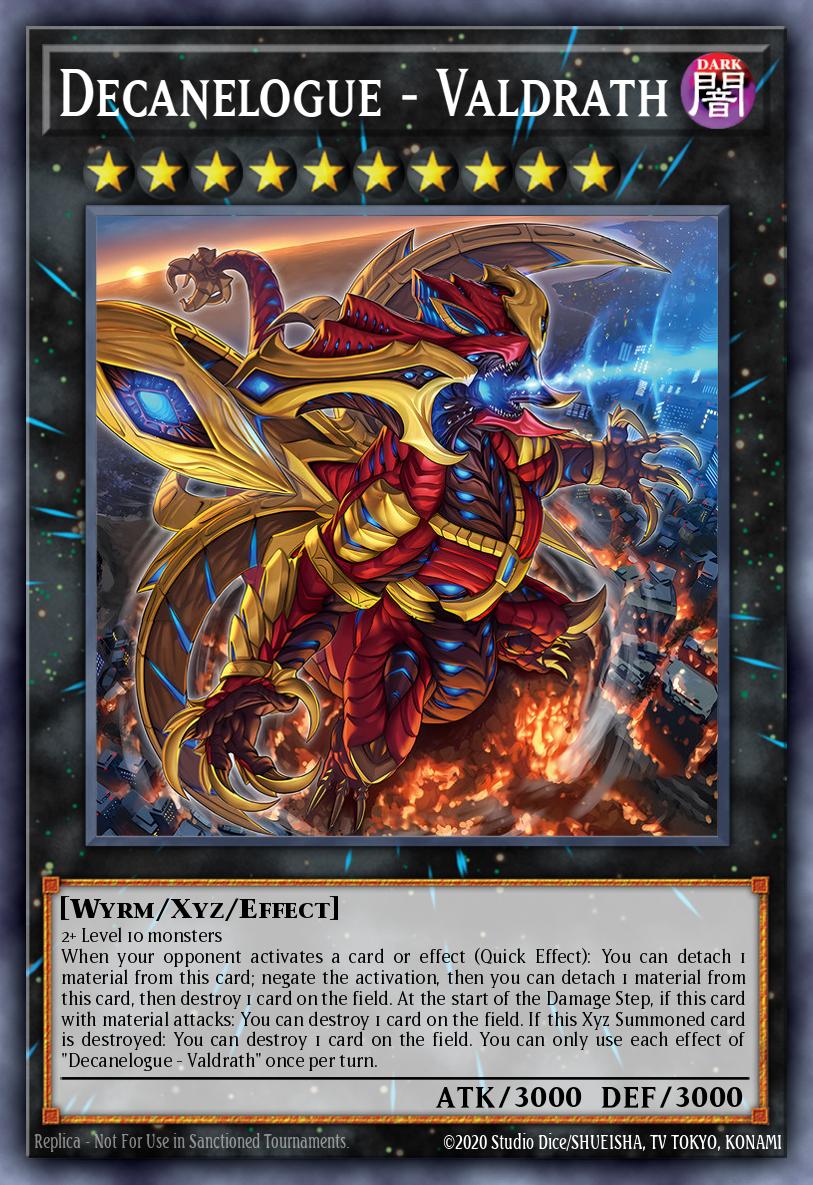 Decanelogue - Valdrath
DARK
闇
[Wyrm/Xyz/Effect]
2+ Level 10 monsters
When your opponent activates a card or effect (Quick Effect): You can detach 1
material from this card; negate the activation, then you can detach 1 material from
this card, then destroy 1 card on the field. At the start of the Damage Step, if this card
with material attacks: You can destroy 1 card on the field. If this Xyz Summoned card
is destroyed: You can destroy 1 card on the field. You can only use each effect of
"Decanelogue - Valdrath" once per turn.
ATK/3000 DEF/3000
Replica - Not For Use in Sanctioned Tournaments.
©2020 Studio Dice/SHUEISHA, TV TOKYO, KONAMI